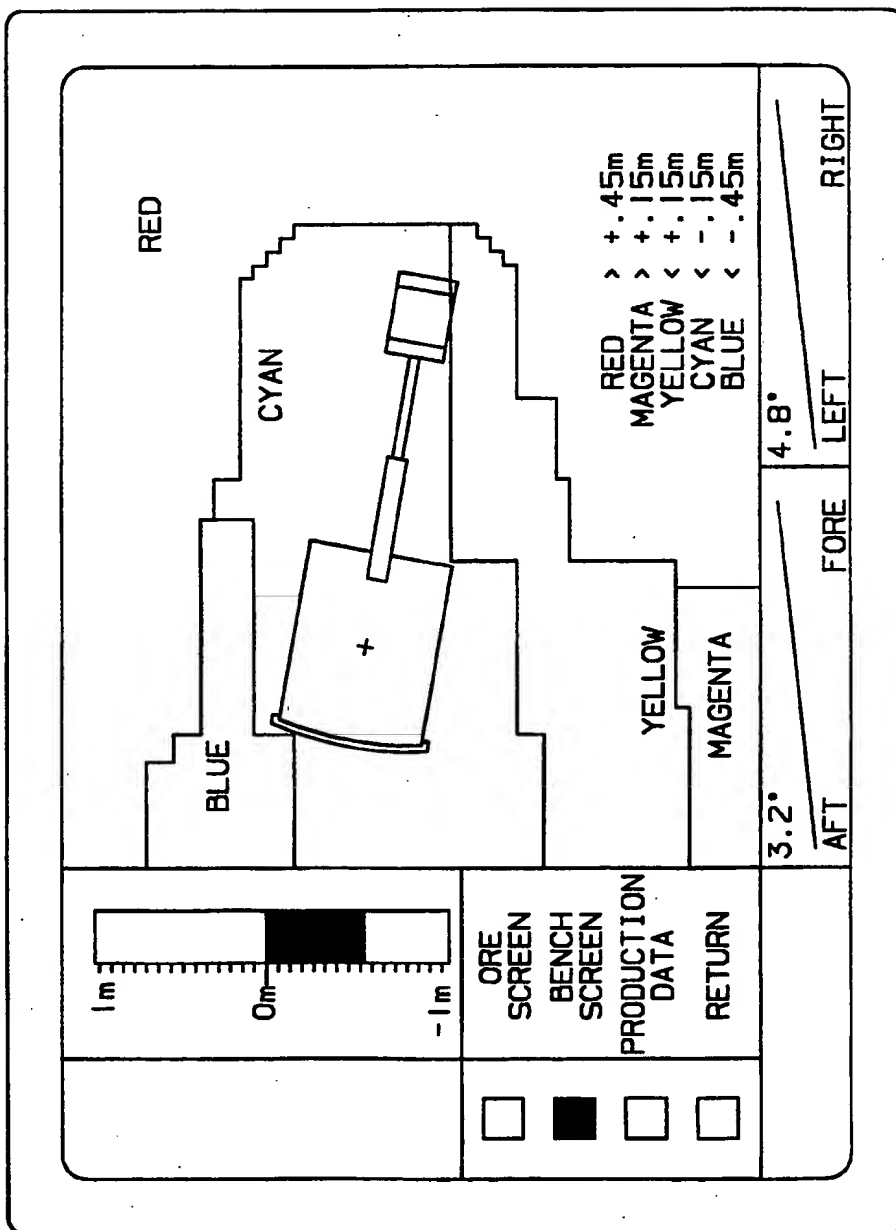 RED
CYAN
BLUE
YELLOW
MAGENTA
RED > +.45m
MAGENTA > +.15m
YELLOW < +.15m
CYAN < -.15m
BLUE < -.45m
1m
0m
-1m
ORE
SCREEN
BENCH
SCREEN
PRODUCTION
DATA
RETURN
3.2°
AFT FORE
4.8°
LEFT RIGHT